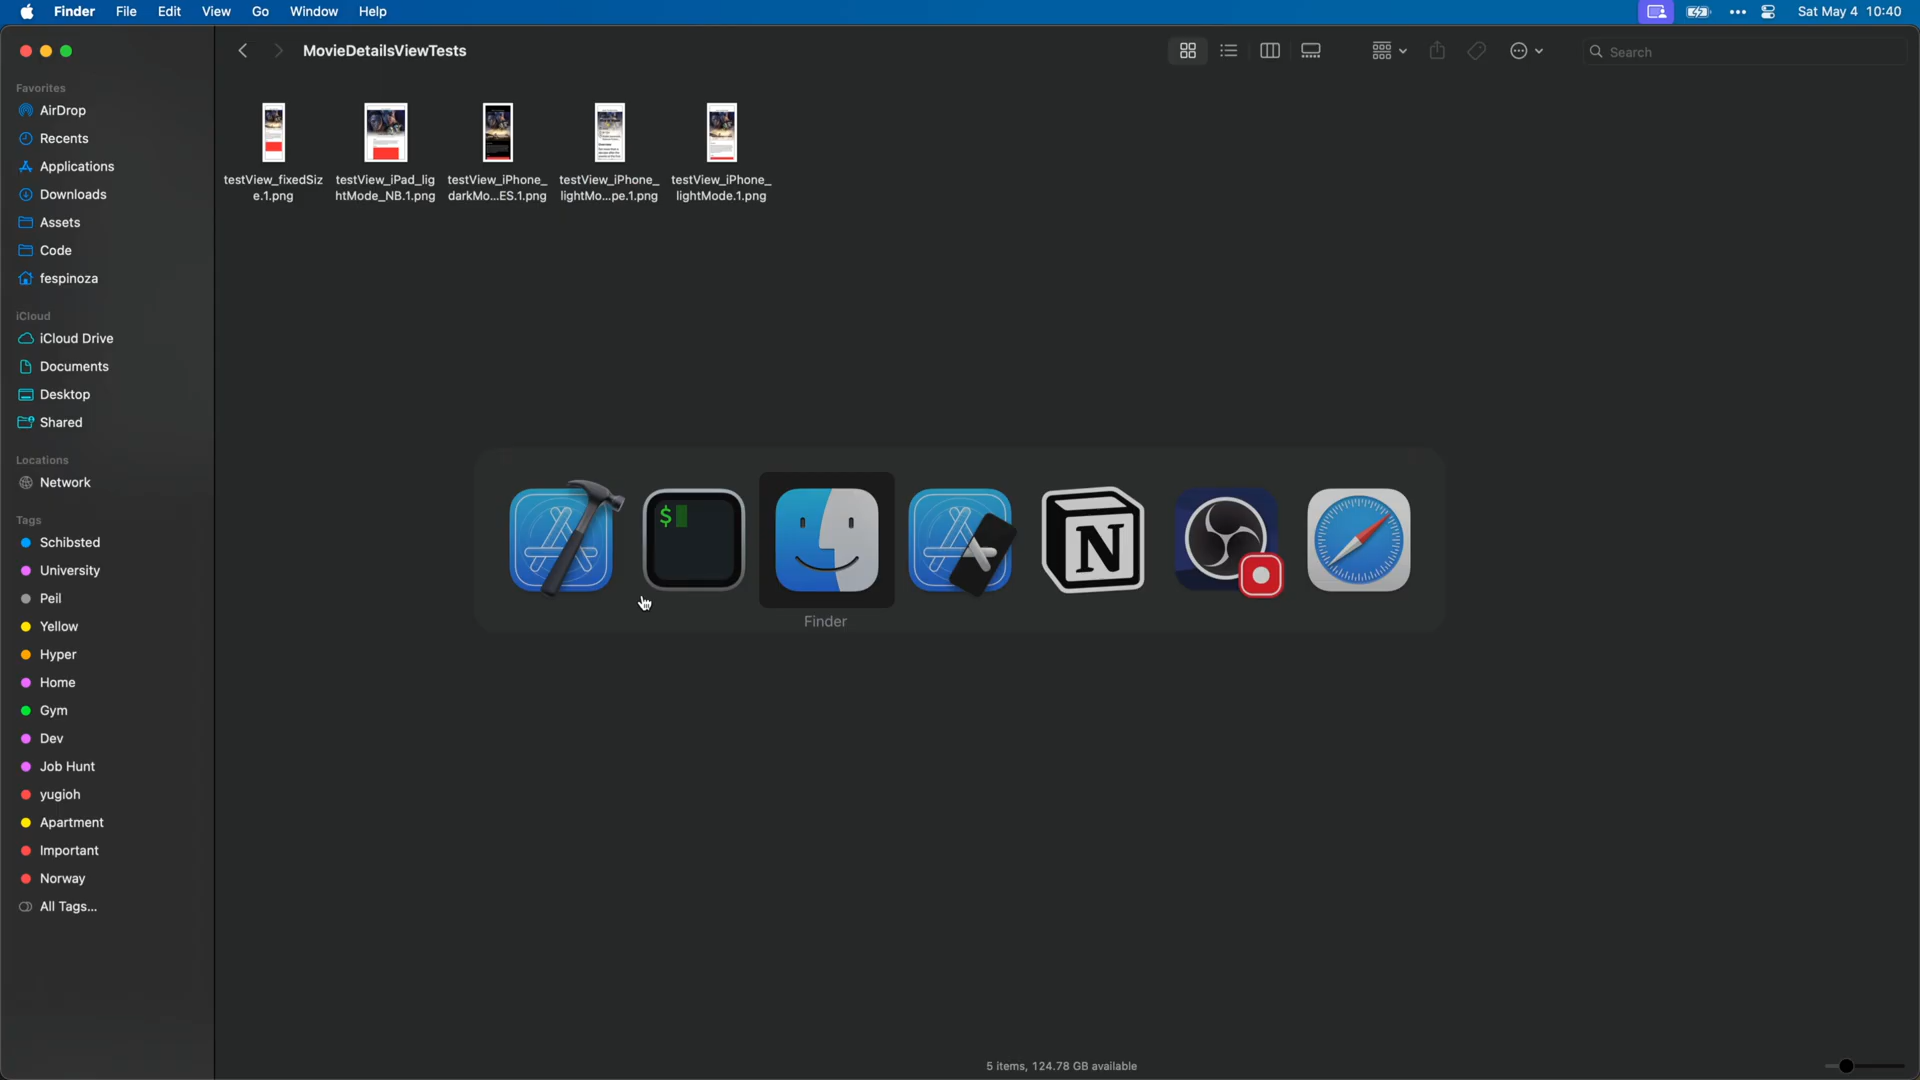 Finder File Edit View Go Window Help
Sat May 4 10:40
MovieDetailsViewTests
Search
Favorites
AirDrop
Recents
Applications
Downloads
Assets
Code
fespinoza
iCloud
iCloud Drive
Documents
Desktop
Shared
Locations
Network
Tags
Schibsted
University
Peil
Yellow
Hyper
Home
Gym
Dev
Job Hunt
yugioh
Apartment
Important
Norway
All Tags...
testView_fixedSiz
e.1.png
testView_iPad_lig
htMode_NB.1.png
testView_iPhone_
darkMo...ES.1.png
testView_iPhone_
lightMo...pe.1.png
testView_iPhone_
lightMode.1.png
$
N
Finder
5 items, 124.78 GB available